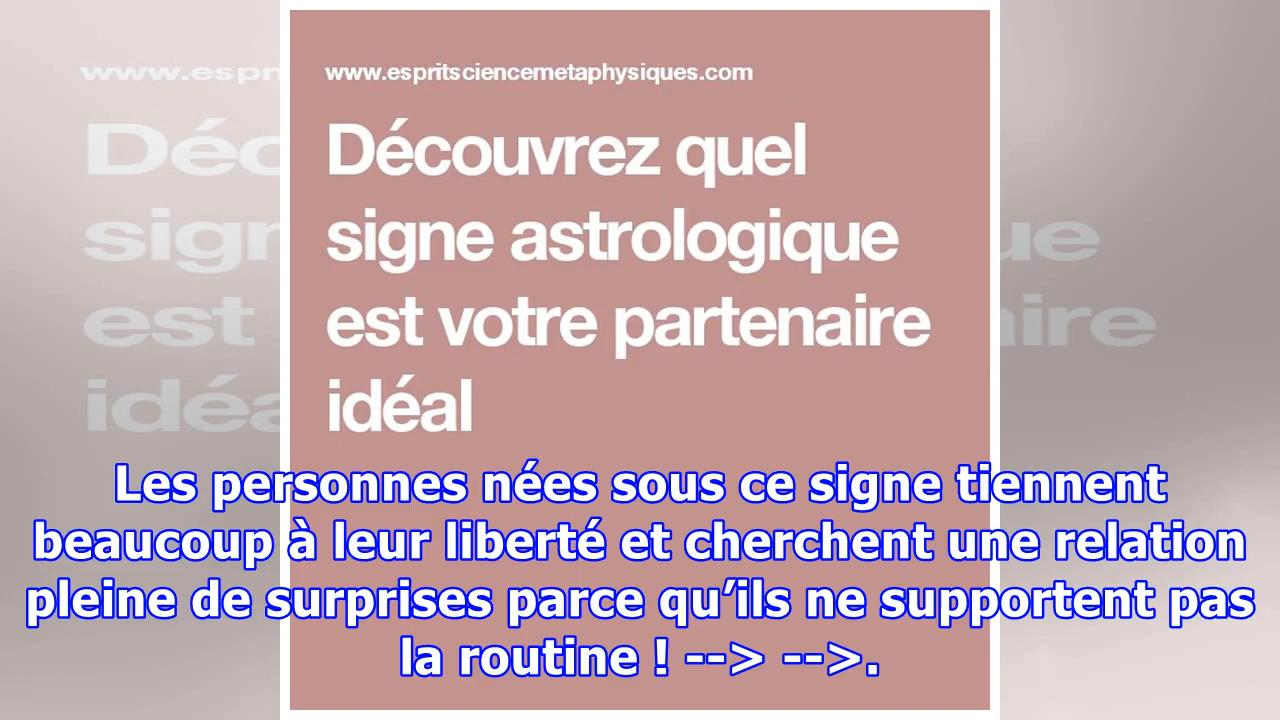 www.espritsciencemetaphysiques.com
Découvrez quel
signe astrologique
est votre partenaire
idéal
Les personnes nées sous ce signe tiennent
beaucoup à leur liberté et cherchent une relation
pleine de surprises parce qu’ils ne supportent pas
la routine ! --> -->.